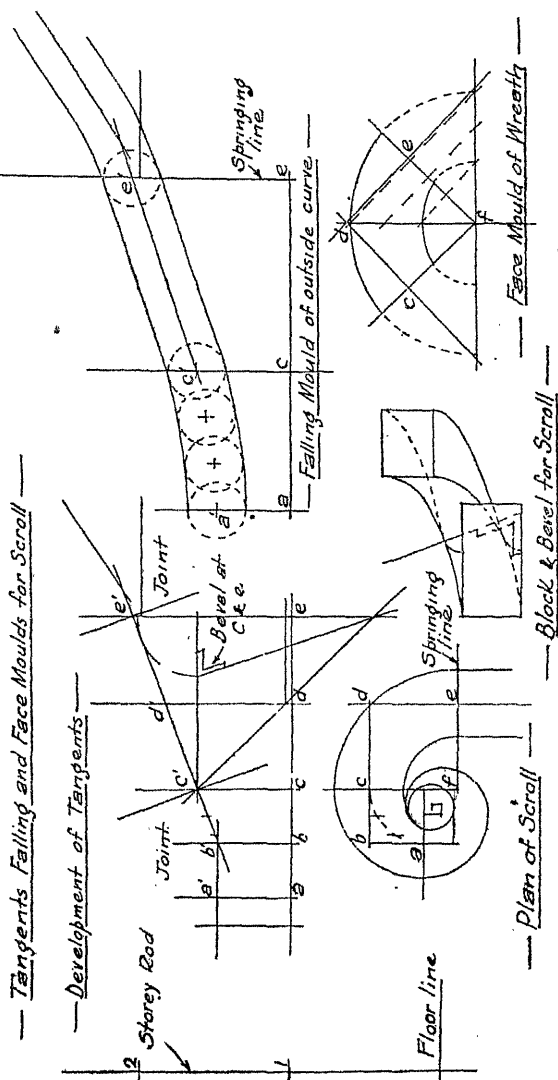 Tangents Falling and Face Moulds for Scroll
Development of Tangents
2
Storey Rod
1
Floor line
Joint
a'
b'
c'
d'
e'
Joint
Bevel at
C & e.
a
b
c
d
e
a'
c'
e'
Springing
line
a
c
e
Falling Mould of outside curve
b
c
d
a
f
e
Springing
line
Plan of Scroll
Block & Bevel for Scroll
d'
c
e
f
Face Mould of Wreath